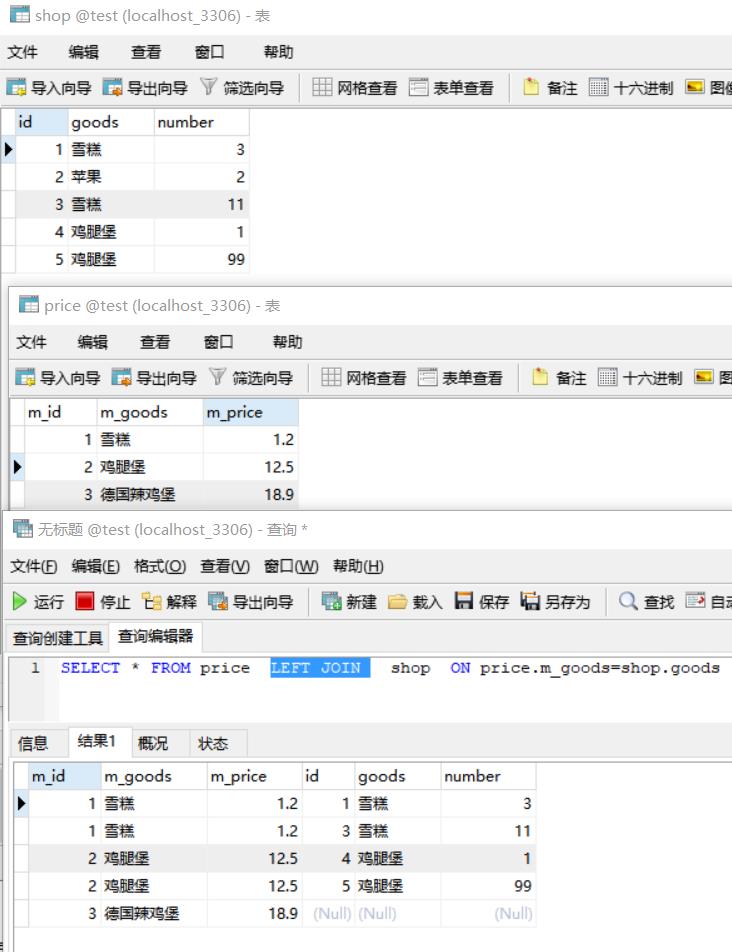 shop @test (localhost_3306) - 表
文件 编辑 查看 窗口 帮助
导入向导 导出向导 筛选向导 网格查看 表单查看 备注 十六进制
id goods number
1 雪糕 3
2 苹果 2
3 雪糕 11
4 鸡腿堡 1
5 鸡腿堡 99
price @test (localhost_3306) - 表
文件 编辑 查看 窗口 帮助
导入向导 导出向导 筛选向导 网格查看 表单查看 备注 十六进制
m_id m_goods m_price
1 雪糕 1.2
2 鸡腿堡 12.5
3 德国辣鸡堡 18.9
无标题 @test (localhost_3306) - 查询 *
文件(F) 编辑(E) 格式(O) 查看(V) 窗口(W) 帮助(H)
运行 停止 解释 导出向导 新建 载入 保存 另存为 查找
查询创建工具 查询编辑器
1 SELECT * FROM price LEFT JOIN shop ON price.m_goods=shop.goods
信息 结果1 概况 状态
m_id m_goods m_price id goods number
1 雪糕 1.2 1 雪糕 3
1 雪糕 1.2 3 雪糕 11
2 鸡腿堡 12.5 4 鸡腿堡 1
2 鸡腿堡 12.5 5 鸡腿堡 99
3 德国辣鸡堡 18.9 (Null) (Null) (Null)